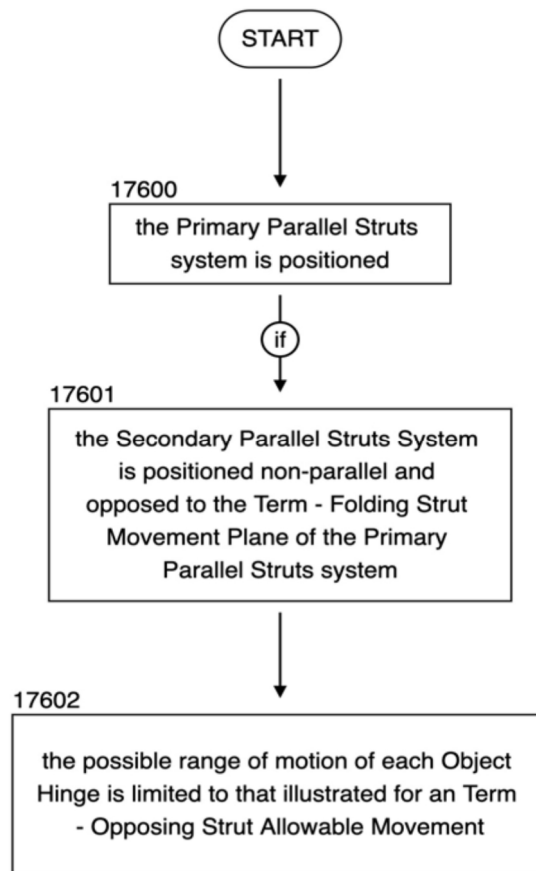 START
17600
the Primary Parallel Struts
system is positioned
if
17601
the Secondary Parallel Struts System
is positioned non-parallel and
opposed to the Term - Folding Strut
Movement Plane of the Primary
Parallel Struts system
17602
the possible range of motion of each Object
Hinge is limited to that illustrated for an Term
- Opposing Strut Allowable Movement